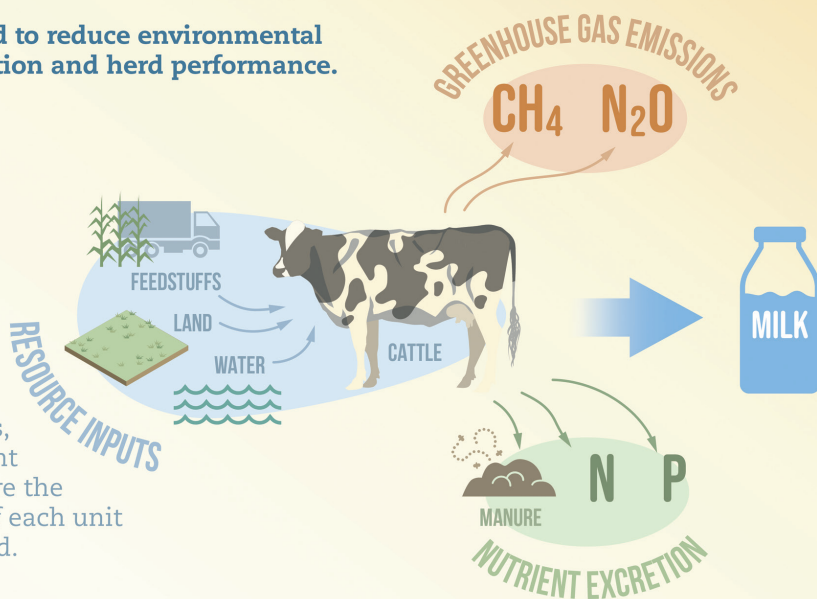 d to reduce environmental
tion and herd performance.
GREENHOUSE GAS EMISSIONS
CH4 N2O
FEEDSTUFFS
LAND
WATER
CATTLE
RESOURCE INPUTS
MILK
s,
nt
re the
f each unit
d.
MANURE
N P
NUTRIENT EXCRETION